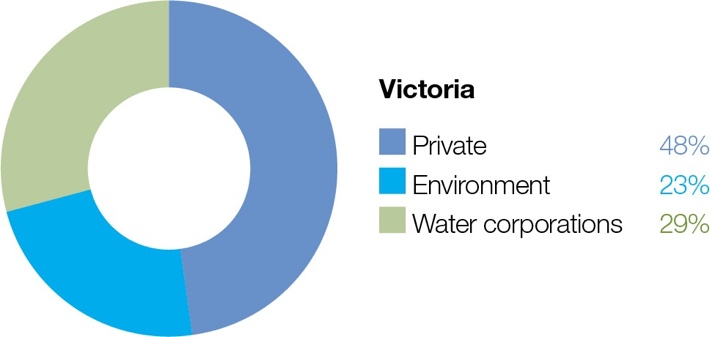 Victoria
Private 48%
Environment 23%
Water corporations 29%